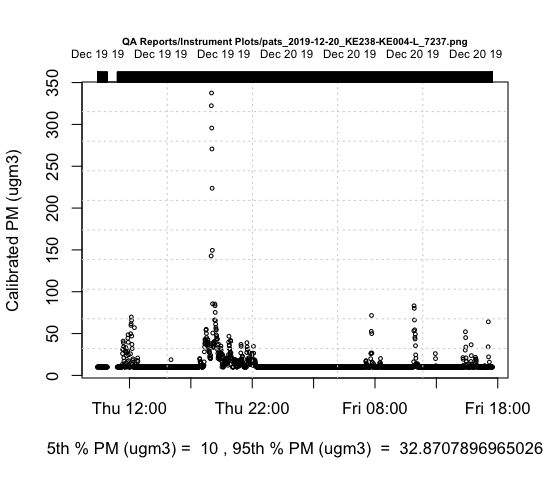 QA Reports/Instrument Plots/pats_2019-12-20_KE238-KE004-L_7237.png
Dec 19 19 Dec 19 19 Dec 19 19 Dec 20 19 Dec 20 19 Dec 20 19 Dec 20 19
350
300
250
200
150
100
50
0
Calibrated PM (ugm3)
Thu 12:00 Thu 22:00 Fri 08:00 Fri 18:00
5th % PM (ugm3) = 10 , 95th % PM (ugm3) = 32.8707896965026